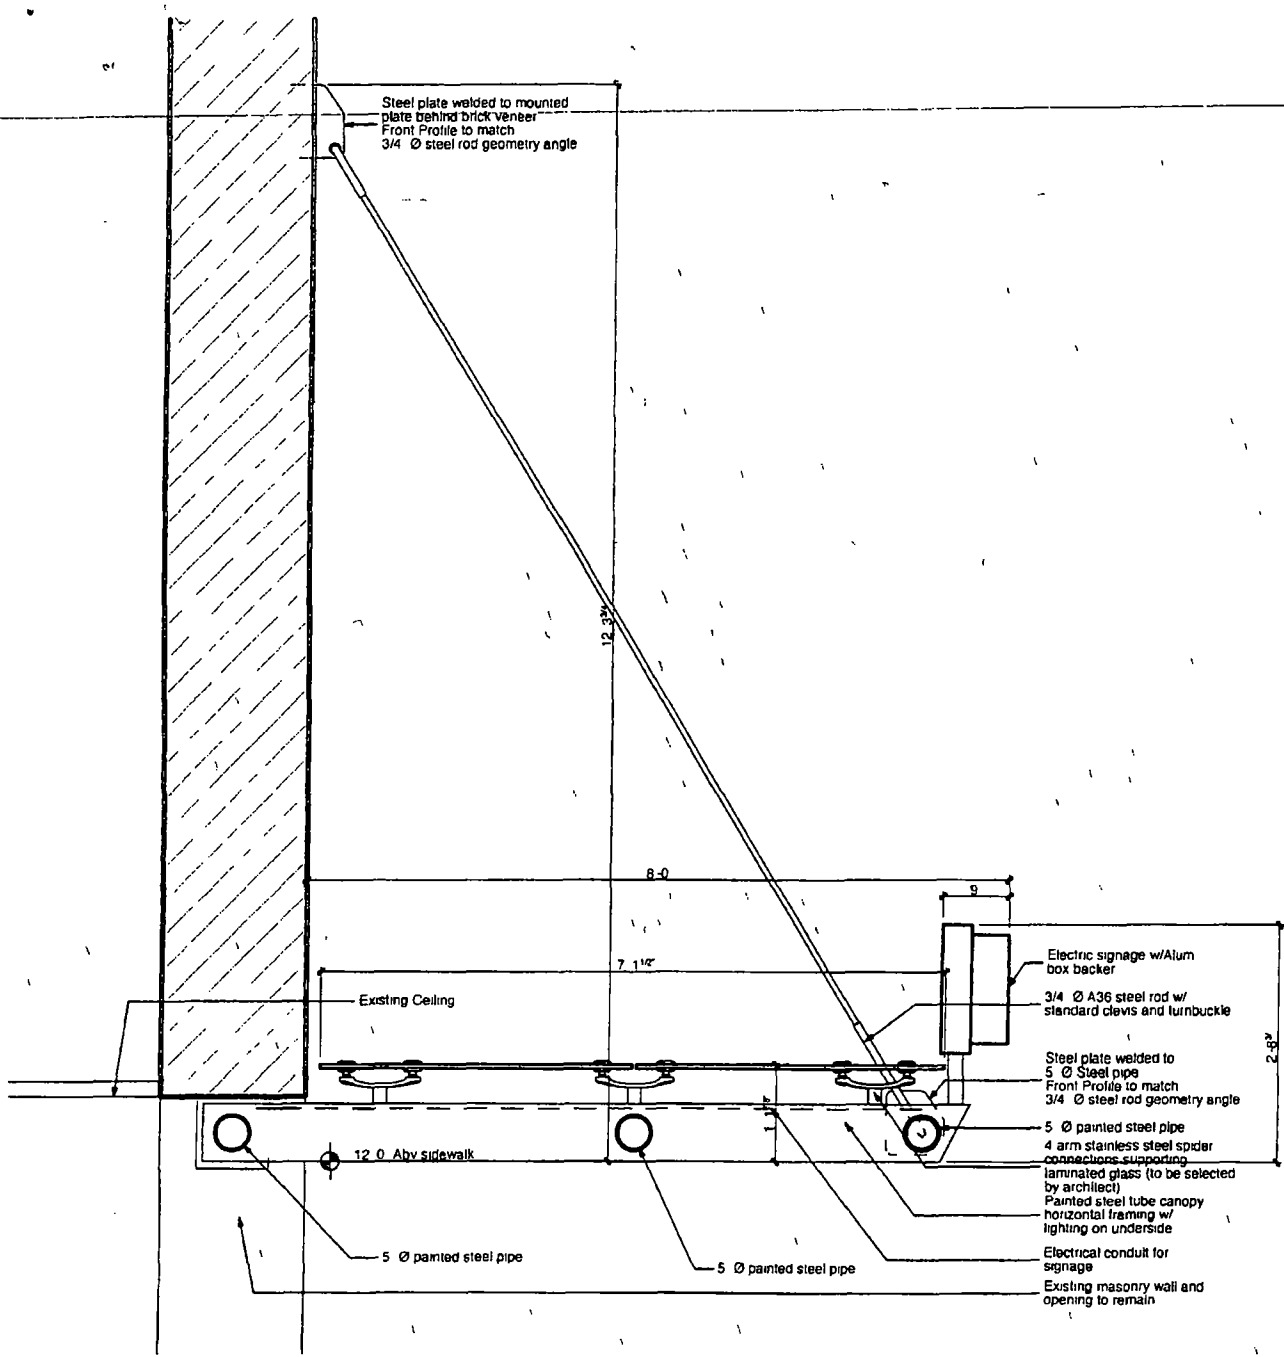 Steel plate welded to mounted
plate behind brick veneer
Front Profile to match
3/4 Ø steel rod geometry angle
12 3 3/4
8-0
9
7 1 1/2"
Existing Ceiling
Electric signage w/Alum
box backer
3/4 Ø A36 steel rod w/
standard clevis and turnbuckle
2-8 3/
Steel plate welded to
5 Ø Steel pipe
Front Profile to match
3/4 Ø steel rod geometry angle
5 Ø painted steel pipe
4 arm stainless steel spider
connections supporting
laminated glass (to be selected
by architect)
Painted steel tube canopy
horizontal framing w/
lighting on underside
Electrical conduit for
signage
Existing masonry wall and
opening to remain
12 0 Abv sidewalk
5 Ø painted steel pipe
5 Ø painted steel pipe